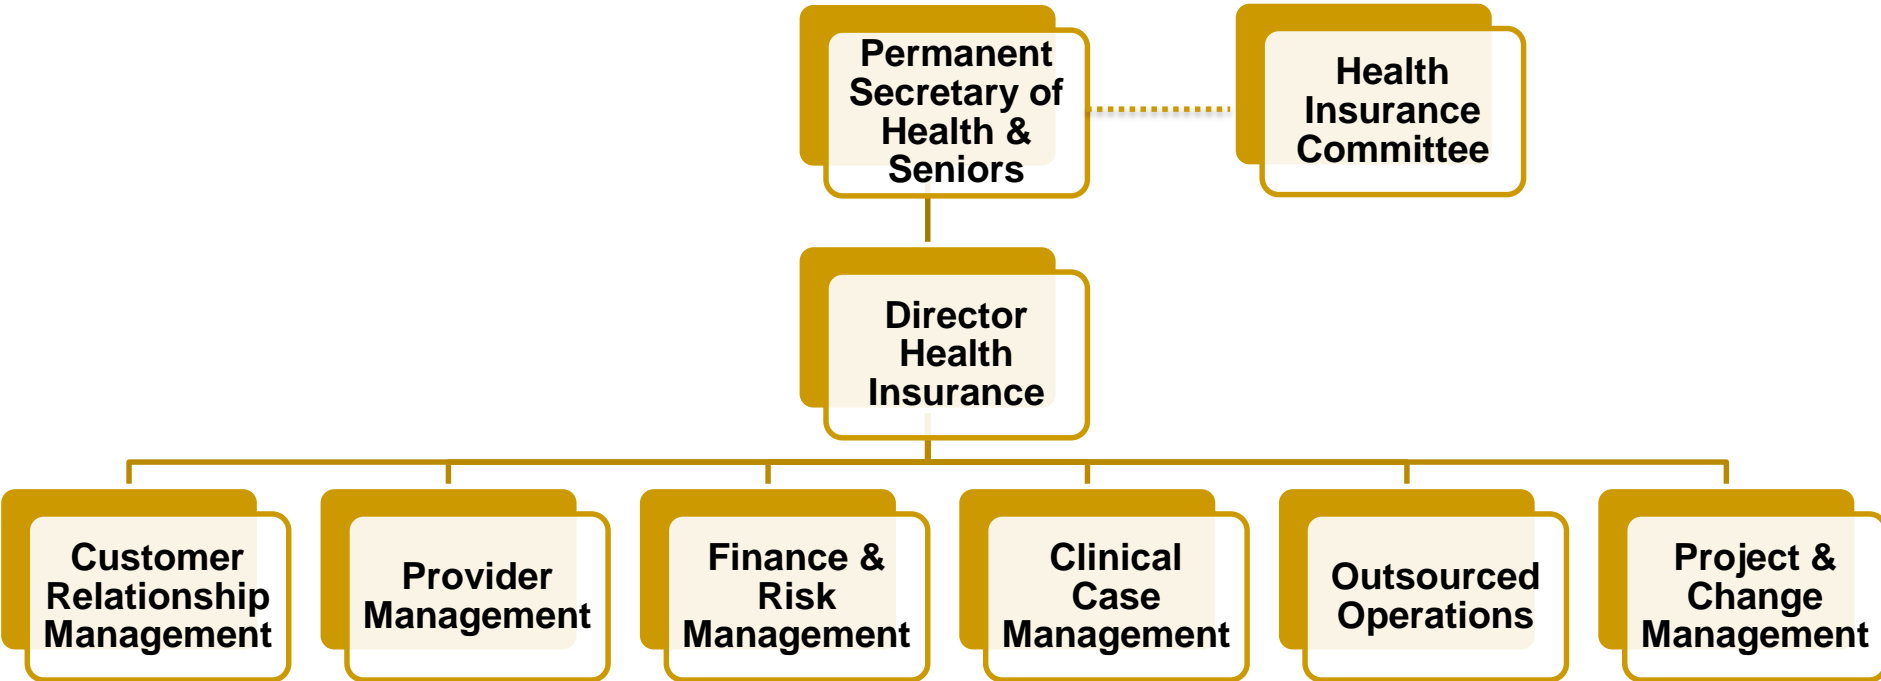 Permanent
Secretary of
Health &
Seniors
Health
Insurance
Committee
Director
Health
Insurance
Customer
Relationship
Management
Provider
Management
Finance &
Risk
Management
Clinical
Case
Management
Outsourced
Operations
Project &
Change
Management